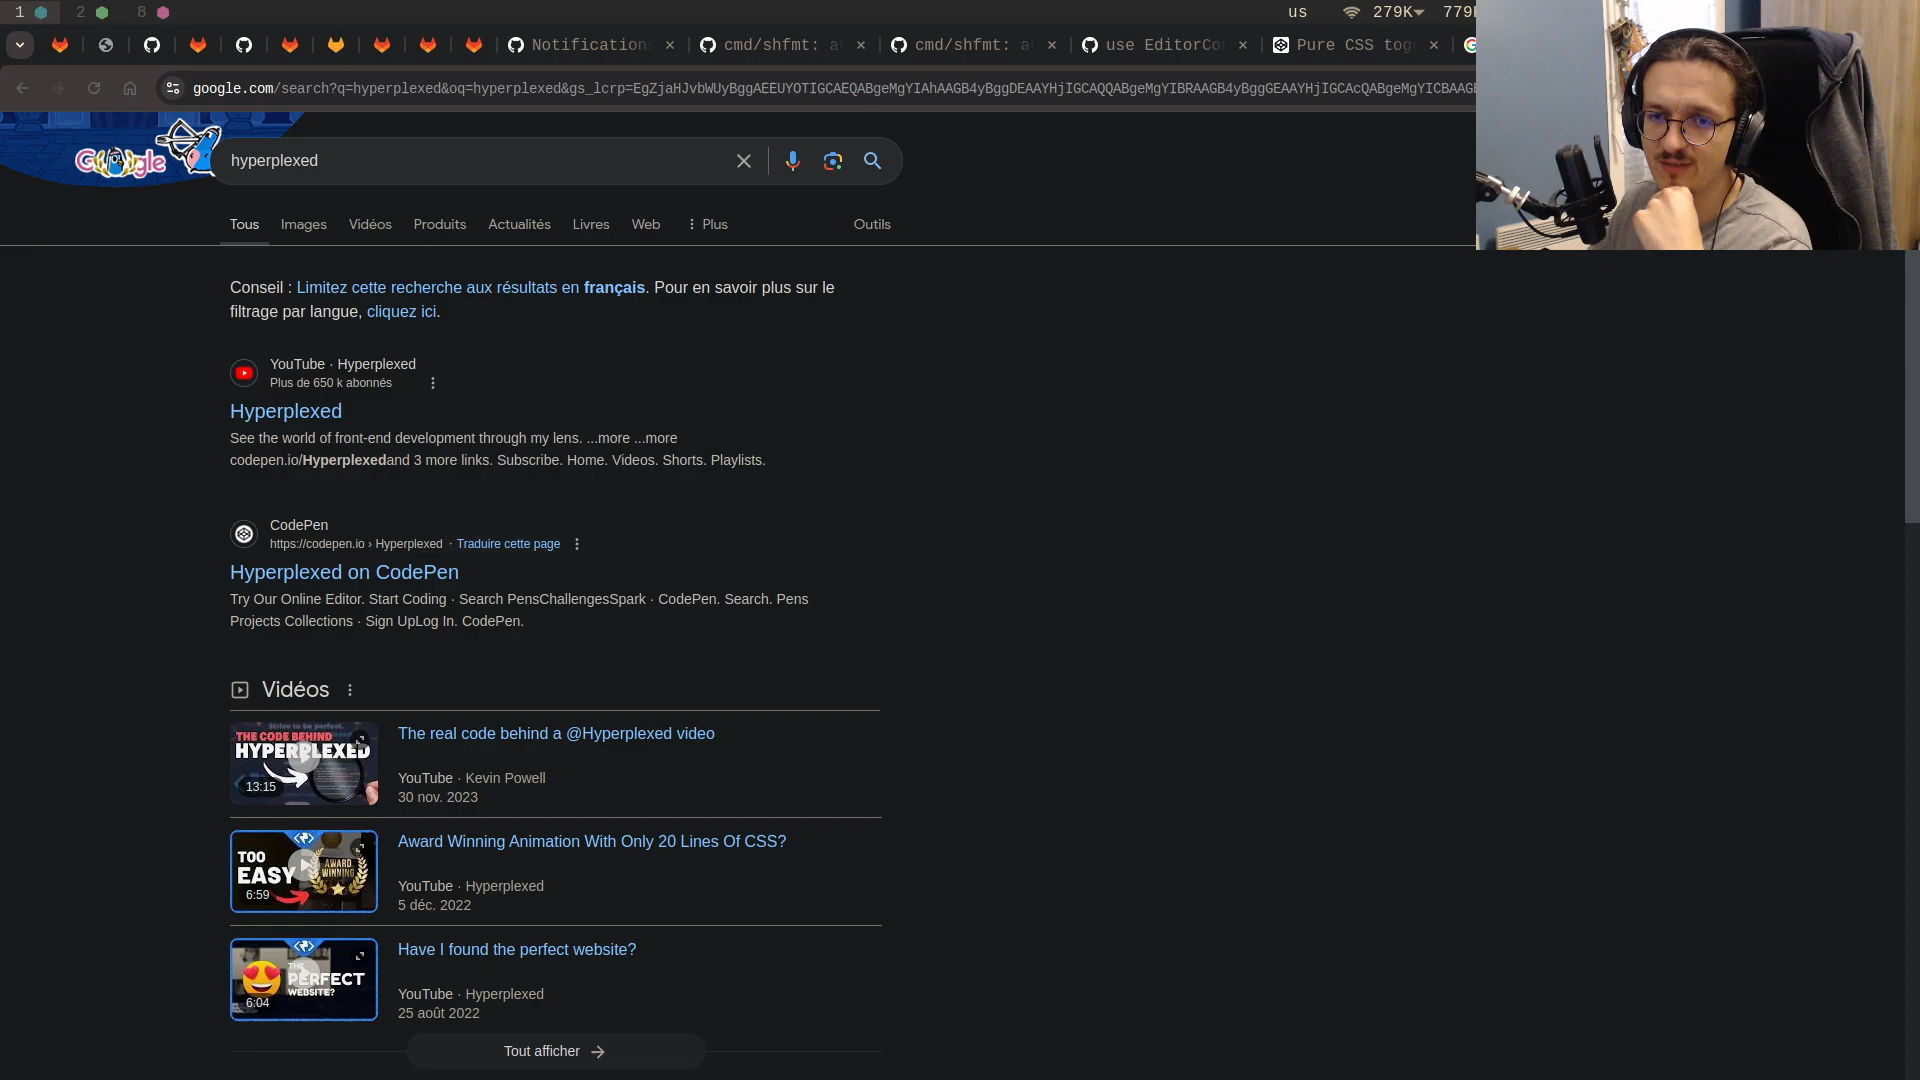 1 2 8 us 279K 779
Notification cmd/shfmt: a cmd/shfmt: a use EditorCo Pure CSS tog
google.com/search?q=hyperplexed&oq=hyperplexed&gs_lcrp=EgZjaHJvbWUyBggAEEUYOTIGCAEQABgeMgYIAhAAGB4yBggDEAAYHjIGCAQQABgeMgYIBRAAGB4yBggGEAAYHjIGCAcQABgeMgYICBAAGB
Google
hyperplexed
Tous Images Vidéos Produits Actualités Livres Web Plus Outils
Conseil : Limitez cette recherche aux résultats en français. Pour en savoir plus sur le
filtrage par langue, cliquez ici.
YouTube · Hyperplexed
Plus de 650 k abonnés
Hyperplexed
See the world of front-end development through my lens. ...more ...more
codepen.io/Hyperplexedand 3 more links. Subscribe. Home. Videos. Shorts. Playlists.
CodePen
https://codepen.io › Hyperplexed · Traduire cette page
Hyperplexed on CodePen
Try Our Online Editor. Start Coding · Search PensChallengesSpark · CodePen. Search. Pens
Projects Collections · Sign UpLog In. CodePen.
Vidéos
Strive to be perfect.
THE CODE BEHIND
HYPERPLEXED
13:15
The real code behind a @Hyperplexed video
YouTube · Kevin Powell
30 nov. 2023
TOO
EASY
AWARD
WINNING
6:59
Award Winning Animation With Only 20 Lines Of CSS?
YouTube · Hyperplexed
5 déc. 2022
THE
PERFECT
WEBSITE?
6:04
Have I found the perfect website?
YouTube · Hyperplexed
25 août 2022
Tout afficher